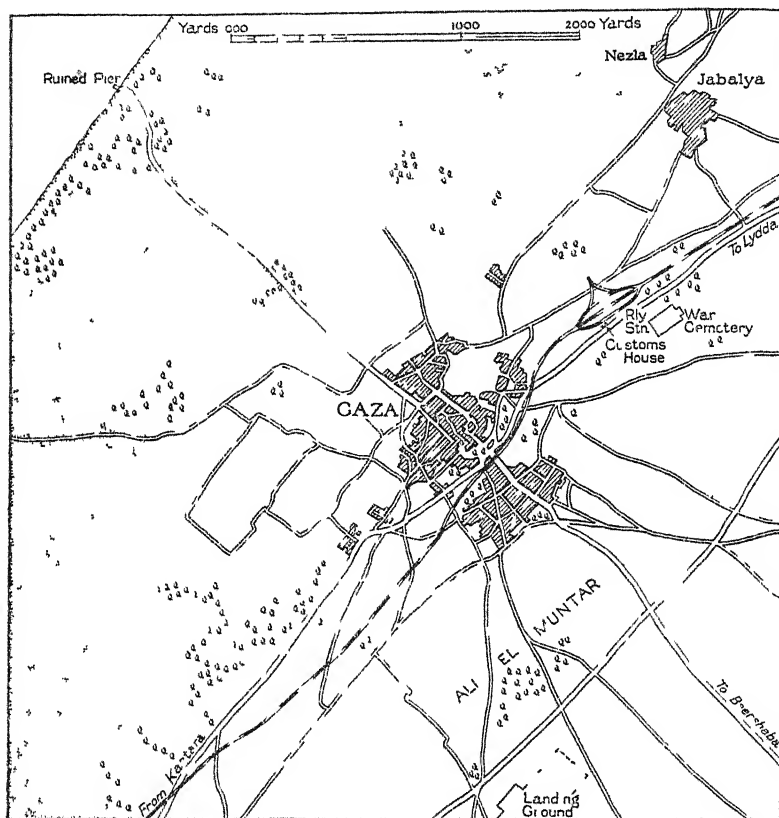 Yards 000 1000 2000 Yards
Ruined Pier
Nezla
Jabalya
To Lydda
Rly
Stn
War
Cemetery
Customs
House
GAZA
ALI EL MUNTAR
To Beersheba
From Kantara
Landing
Ground